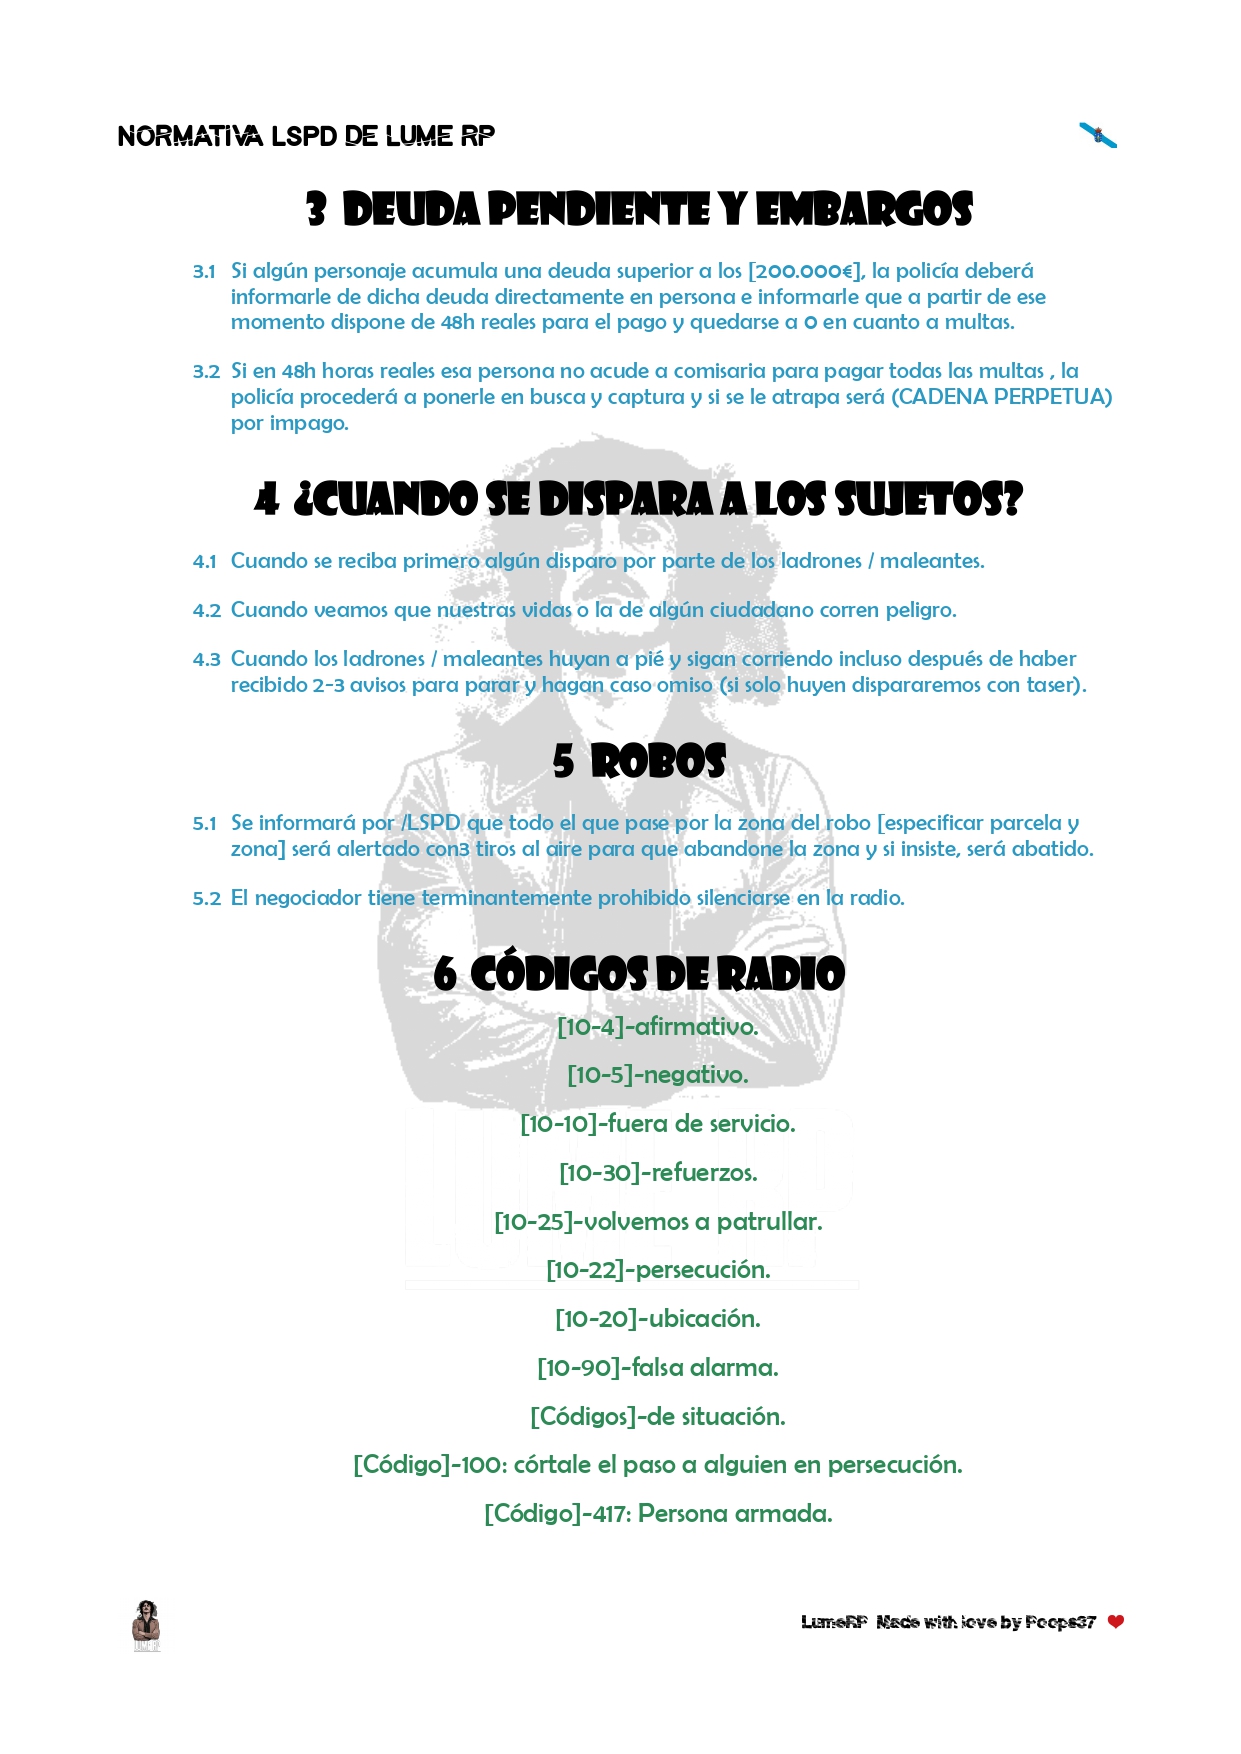 NORMATIVA LSPD DE LUME RP
3 DEUDA PENDIENTE Y EMBARGOS
3.1 Si algún personaje acumula una deuda superior a los [200.000€], la policía deberá
informarle de dicha deuda directamente en persona e informarle que a partir de ese
momento dispone de 48h reales para el pago y quedarse a 0 en cuanto a multas.
3.2 Si en 48h horas reales esa persona no acude a comisaria para pagar todas las multas , la
policía procederá a ponerle en busca y captura y si se le atrapa será (CADENA PERPETUA)
por impago.
4 ¿CUANDO SE DISPARA A LOS SUJETOS?
4.1 Cuando se reciba primero algún disparo por parte de los ladrones / maleantes.
4.2 Cuando veamos que nuestras vidas o la de algún ciudadano corren peligro.
4.3 Cuando los ladrones / maleantes huyan a pié y sigan corriendo incluso después de haber
recibido 2-3 avisos para parar y hagan caso omiso (si solo huyen dispararemos con taser).
5 ROBOS
5.1 Se informará por /LSPD que todo el que pase por la zona del robo [especificar parcela y
zona] será alertado con3 tiros al aire para que abandone la zona y si insiste, será abatido.
5.2 El negociador tiene terminantemente prohibido silenciarse en la radio.
6 CÓDIGOS DE RADIO
[10-4]-afirmativo.
[10-5]-negativo.
[10-10]-fuera de servicio.
[10-30]-refuerzos.
[10-25]-volvemos a patrullar.
[10-22]-persecución.
[10-20]-ubicación.
[10-90]-falsa alarma.
[Códigos]-de situación.
[Código]-100: córtale el paso a alguien en persecución.
[Código]-417: Persona armada.
LUME RP
LumeRP Made with love by Peeps37